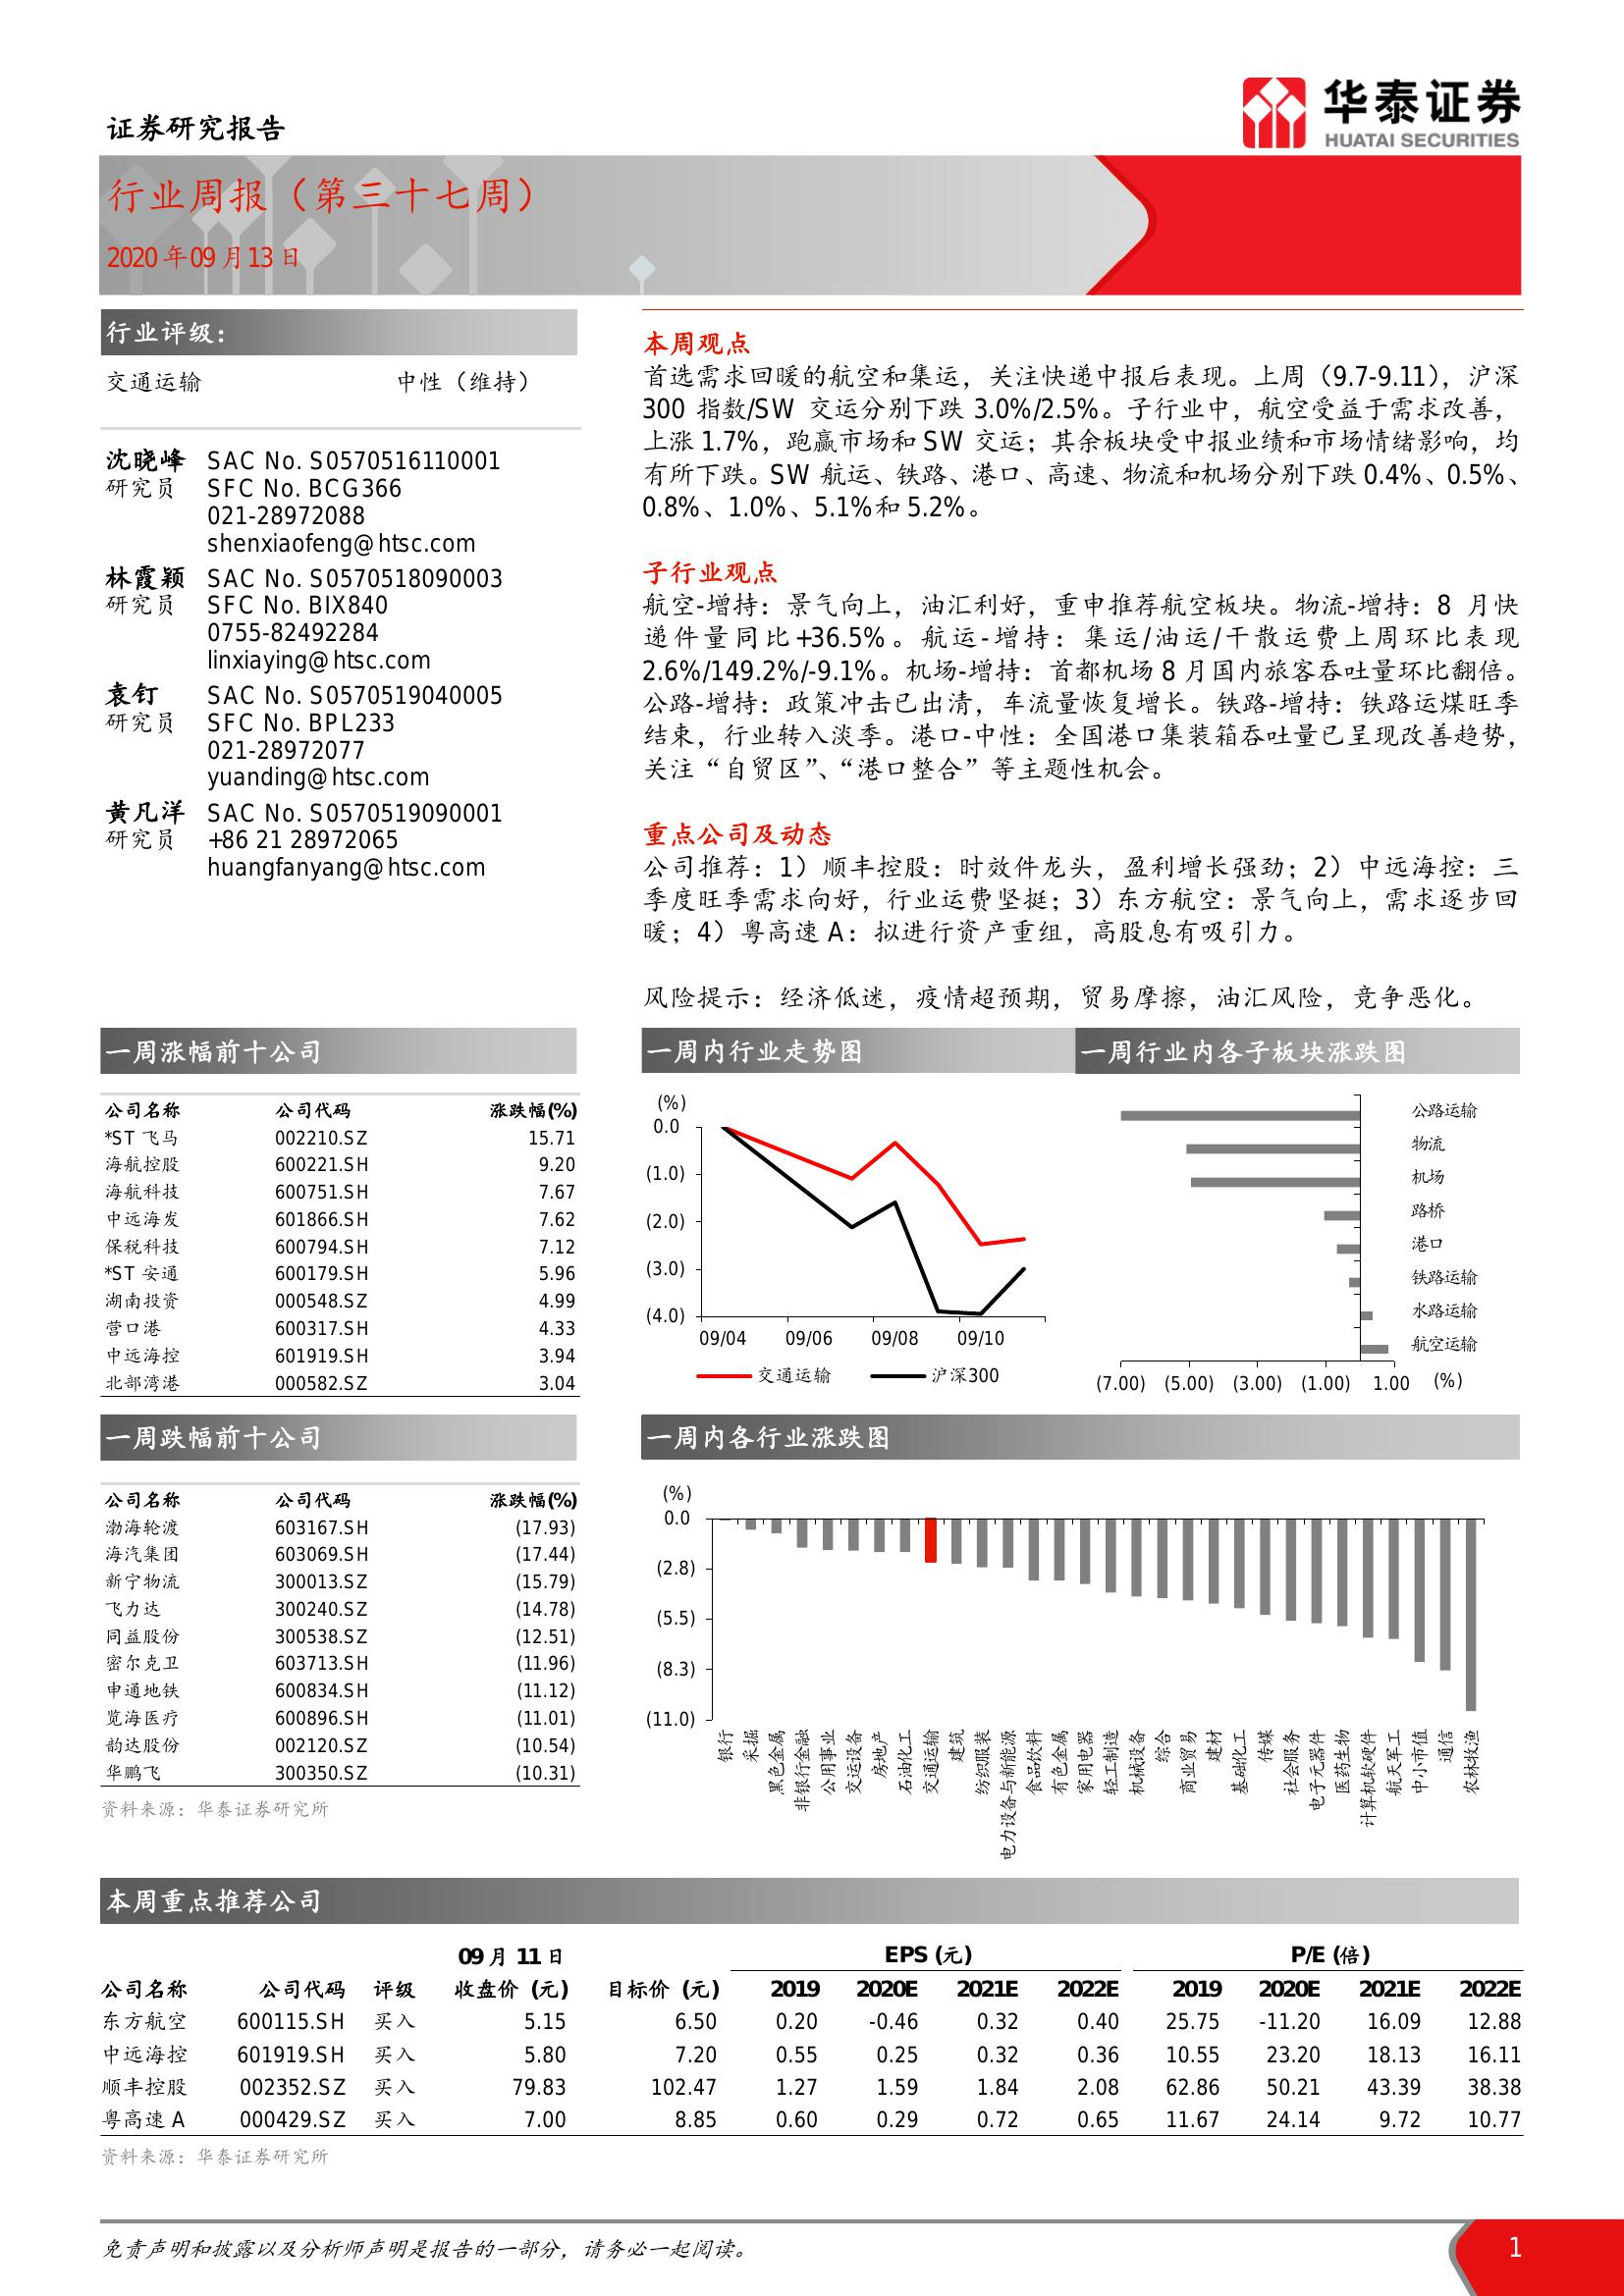 证券研究报告
华泰证券
HUATAI SECURITIES
行业周报（第三十七周）
2020年09月13日
行业评级：
交通运输 中性（维持）
沈晓峰 SAC No. S0570516110001
研究员 SFC No. BCG366
021-28972088
shenxiaofeng@htsc.com
林霞颖 SAC No. S0570518090003
研究员 SFC No. BIX840
0755-82492284
linxiaying@htsc.com
袁钉 SAC No. S0570519040005
研究员 SFC No. BPL233
021-28972077
yuanding@htsc.com
黄凡洋 SAC No. S0570519090001
研究员 +86 21 28972065
huangfanyang@htsc.com
本周观点
首选需求回暖的航空和集运，关注快递中报后表现。上周（9.7-9.11），沪深
300 指数/SW 交运分别下跌 3.0%/2.5%。子行业中，航空受益于需求改善，
上涨 1.7%，跑赢市场和 SW 交运；其余板块受中报业绩和市场情绪影响，均
有所下跌。SW 航运、铁路、港口、高速、物流和机场分别下跌 0.4%、0.5%、
0.8%、1.0%、5.1%和 5.2%。
子行业观点
航空-增持：景气向上，油汇利好，重申推荐航空板块。物流-增持：8 月快
递件量同比+36.5%。航运-增持：集运/油运/干散运费上周环比表现
2.6%/149.2%/-9.1%。机场-增持：首都机场 8 月国内旅客吞吐量环比翻倍。
公路-增持：政策冲击已出清，车流量恢复增长。铁路-增持：铁路运煤旺季
结束，行业转入淡季。港口-中性：全国港口集装箱吞吐量已呈现改善趋势，
关注“自贸区”、“港口整合”等主题性机会。
重点公司及动态
公司推荐：1）顺丰控股：时效件龙头，盈利增长强劲；2）中远海控：三
季度旺季需求向好，行业运费坚挺；3）东方航空：景气向上，需求逐步回
暖；4）粤高速 A：拟进行资产重组，高股息有吸引力。
风险提示：经济低迷，疫情超预期，贸易摩擦，油汇风险，竞争恶化。
一周涨幅前十公司
公司名称 公司代码 涨跌幅(%)
*ST 飞马 002210.SZ 15.71
海航控股 600221.SH 9.20
海航科技 600751.SH 7.67
中远海发 601866.SH 7.62
保税科技 600794.SH 7.12
*ST 安通 600179.SH 5.96
湖南投资 000548.SZ 4.99
营口港 600317.SH 4.33
中远海控 601919.SH 3.94
北部湾港 000582.SZ 3.04
一周内行业走势图
(%)
0.0
(1.0)
(2.0)
(3.0)
(4.0)
09/04 09/06 09/08 09/10
交通运输 沪深300
一周行业内各子板块涨跌图
公路运输
物流
机场
路桥
港口
铁路运输
水路运输
航空运输
(7.00) (5.00) (3.00) (1.00) 1.00 (%)
一周跌幅前十公司
公司名称 公司代码 涨跌幅(%)
渤海轮渡 603167.SH (17.93)
海汽集团 603069.SH (17.44)
新宁物流 300013.SZ (15.79)
飞力达 300240.SZ (14.78)
同益股份 300538.SZ (12.51)
密尔克卫 603713.SH (11.96)
申通地铁 600834.SH (11.12)
览海医疗 600896.SH (11.01)
韵达股份 002120.SZ (10.54)
华鹏飞 300350.SZ (10.31)
资料来源：华泰证券研究所
一周内各行业涨跌图
(%)
0.0
(2.8)
(5.5)
(8.3)
(11.0)
银行
采掘
黑色金属
非银行金融
公用事业
交运设备
房地产
石油化工
交通运输
建筑
纺织服装
电力设备与新能源
食品饮料
有色金属
家用电器
轻工制造
机械设备
综合
商业贸易
建材
基础化工
传媒
社会服务
电子元器件
医药生物
计算机软硬件
航天军工
中小市值
通信
农林牧渔
本周重点推荐公司
09月11日 EPS (元) P/E (倍)
公司名称 公司代码 评级 收盘价 (元) 目标价 (元) 2019 2020E 2021E 2022E 2019 2020E 2021E 2022E
东方航空 600115.SH 买入 5.15 6.50 0.20 -0.46 0.32 0.40 25.75 -11.20 16.09 12.88
中远海控 601919.SH 买入 5.80 7.20 0.55 0.25 0.32 0.36 10.55 23.20 18.13 16.11
顺丰控股 002352.SZ 买入 79.83 102.47 1.27 1.59 1.84 2.08 62.86 50.21 43.39 38.38
粤高速 A 000429.SZ 买入 7.00 8.85 0.60 0.29 0.72 0.65 11.67 24.14 9.72 10.77
资料来源：华泰证券研究所
免责声明和披露以及分析师声明是报告的一部分，请务必一起阅读。 1